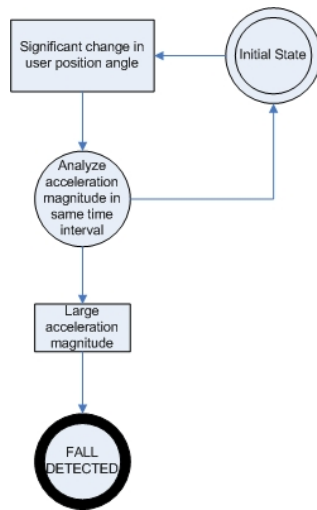 Significant change in
user position angle
Initial State
Analyze
acceleration
magnitude in
same time
interval
Large
acceleration
magnitude
FALL
DETECTED